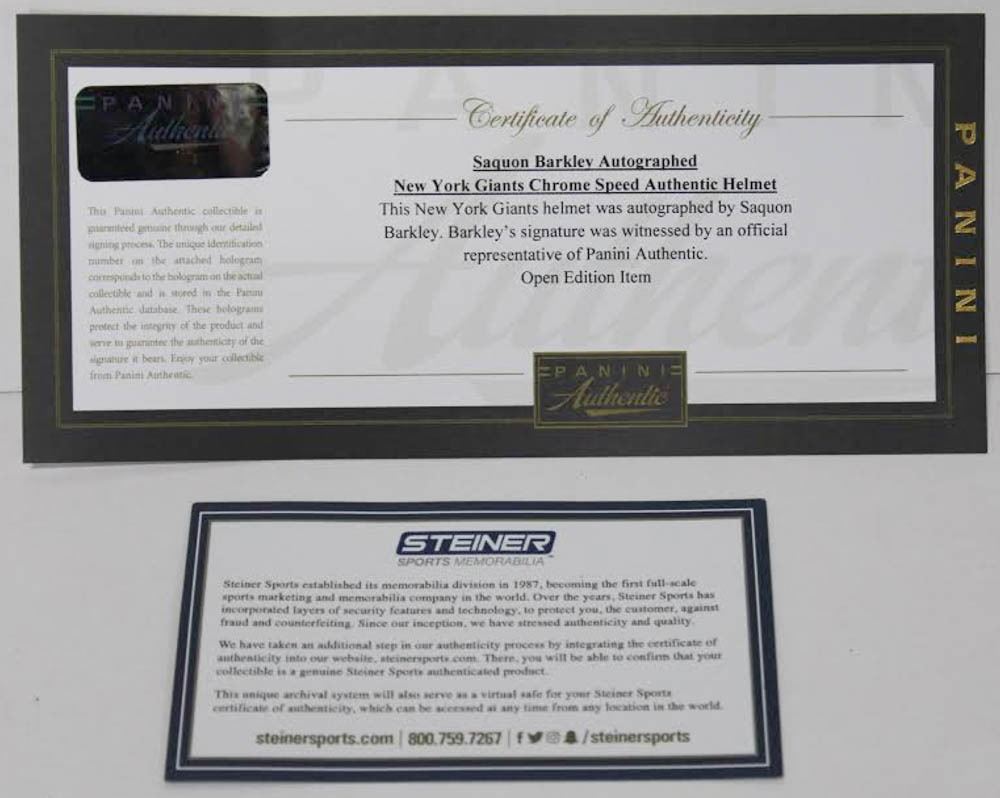 PANINI
Authentic
Certificate of Authenticity
Saquon Barkley Autographed
New York Giants Chrome Speed Authentic Helmet
This New York Giants helmet was autographed by Saquon
Barkley. Barkley's signature was witnessed by an official
representative of Panini Authentic.
Open Edition Item
This Panini Authentic collectible is
guaranteed genuine through our detailed
signing process. The unique identification
number on the attached hologram
corresponds to the hologram on the actual
collectible and is stored in the Panini
Authentic database. These holograms
protect the integrity of the product and
serve to guarantee the authenticity of the
signature it bears. Enjoy your collectible
from Panini Authentic.
PANINI
Authentic
PANINI
STEINER
SPORTS MEMORABILIA™
Steiner Sports established its memorabilia division in 1987, becoming the first full-scale
sports marketing and memorabilia company in the world. Over the years, Steiner Sports has
incorporated layers of security features and technology, to protect you, the customer, against
fraud and counterfeiting. Since our inception, we have stressed authenticity and quality.
We have taken an additional step in our authenticity process by integrating the certificate of
authenticity into our website, steinersports.com. There, you will be able to confirm that your
collectible is a genuine Steiner Sports authenticated product.
This unique archival system will also serve as a virtual safe for your Steiner Sports
certificate of authenticity, which can be accessed at any time from any location in the world.
steinersports.com | 800.759.7267 | /steinersports